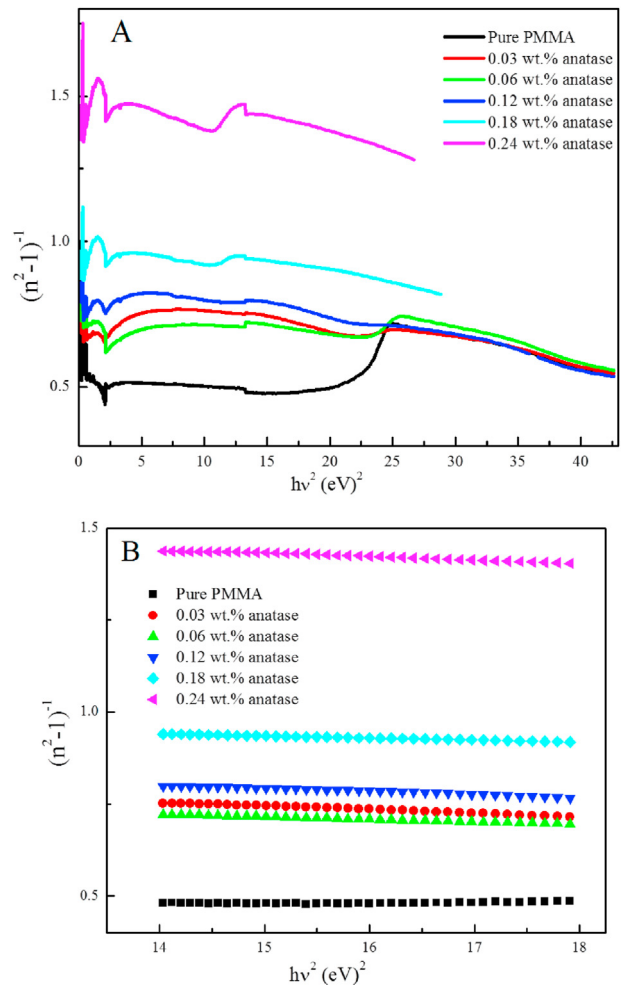 A
Pure PMMA
0.03 wt.% anatase
0.06 wt.% anatase
0.12 wt.% anatase
0.18 wt.% anatase
0.24 wt.% anatase
1.5
1.0
0.5
(n²-1)⁻¹
0 5 10 15 20 25 30 35 40
hν² (eV)²
B
Pure PMMA
0.03 wt.% anatase
0.06 wt.% anatase
0.12 wt.% anatase
0.18 wt.% anatase
0.24 wt.% anatase
1.5
1.0
0.5
(n²-1)⁻¹
14 15 16 17 18
hν² (eV)²